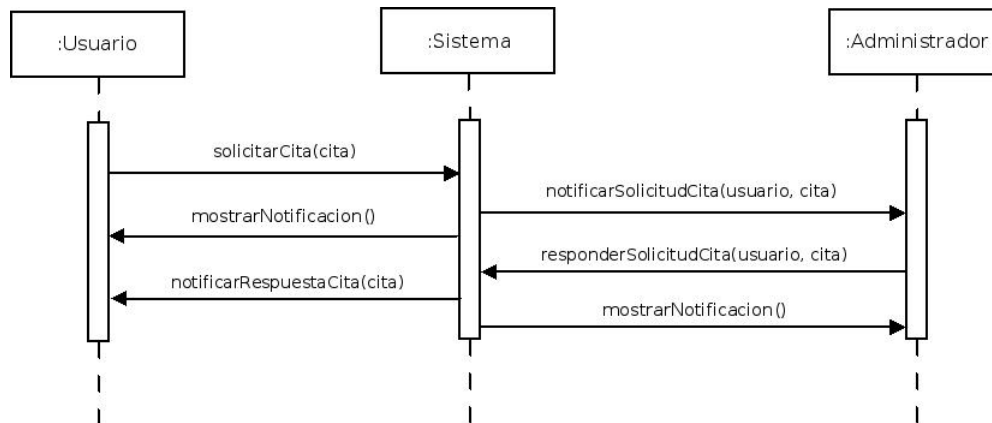 :Usuario
:Sistema
:Administrador
solicitarCita(cita)
notificarSolicitudCita(usuario, cita)
mostrarNotificacion()
responderSolicitudCita(usuario, cita)
notificarRespuestaCita(cita)
mostrarNotificacion()